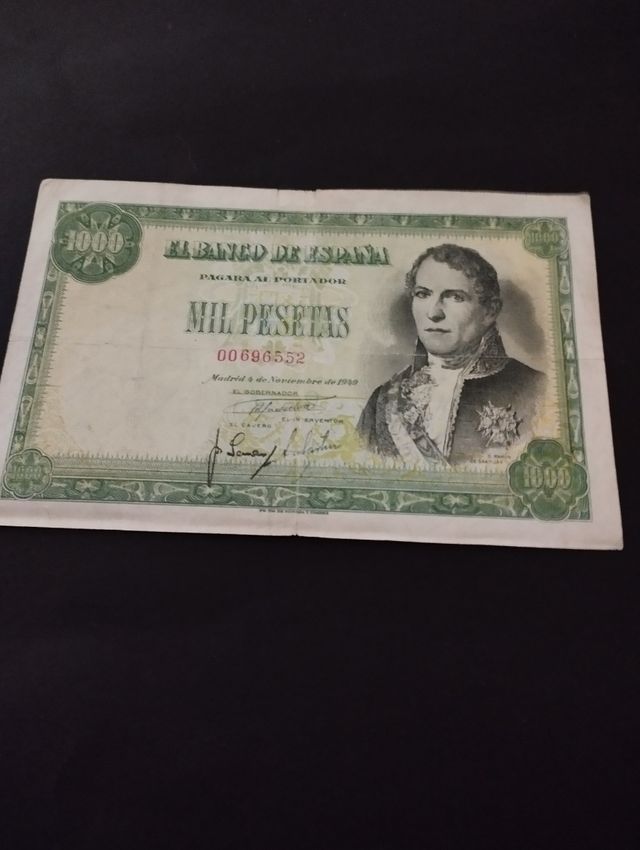 1000
1000
EL BANCO DE ESPAÑA
PAGARA AL PORTADOR
MIL PESETAS
00696552
Madrid 4 de Noviembre de 1949
EL GOBERNADOR
EL INTERVENTOR
EL CAJERO
1000
1000